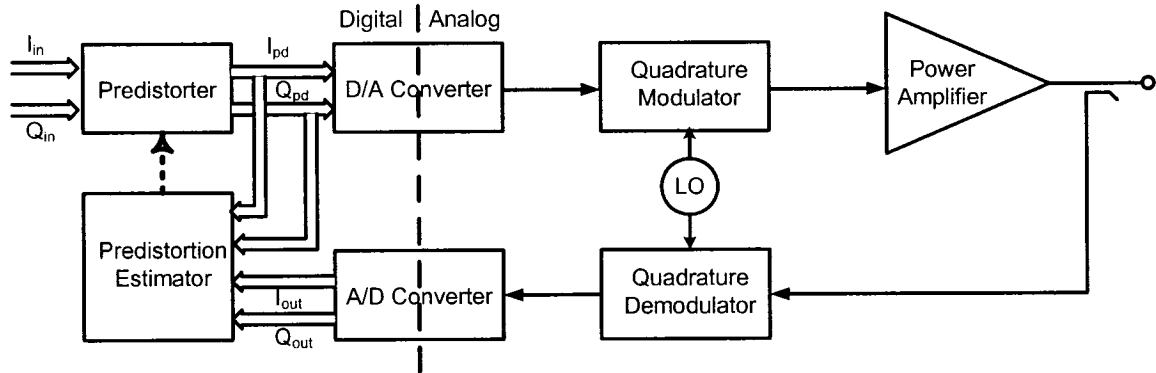 Digital
Analog
I_in
Q_in
Predistorter
I_pd
Q_pd
D/A Converter
Quadrature
Modulator
Power
Amplifier
LO
Predistortion
Estimator
I_out
Q_out
A/D Converter
Quadrature
Demodulator